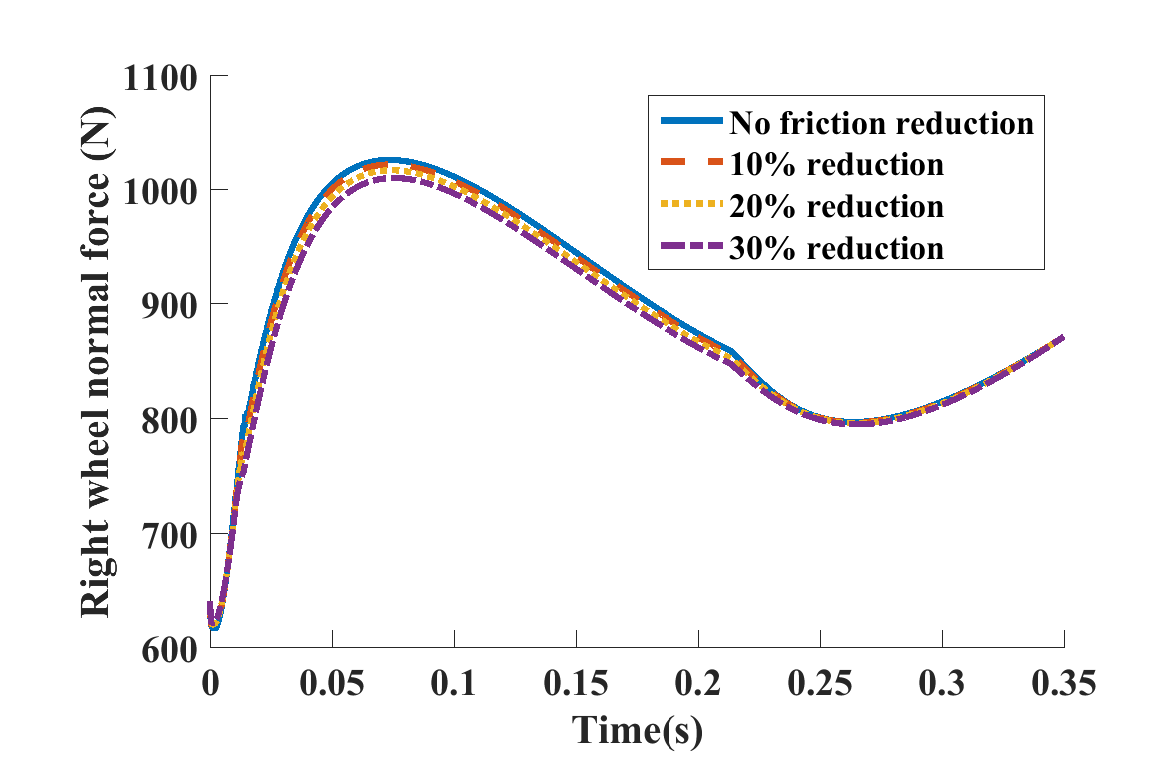 1100
1000
900
800
700
600
Right wheel normal force (N)
No friction reduction
10% reduction
20% reduction
30% reduction
0 0.05 0.1 0.15 0.2 0.25 0.3 0.35
Time(s)